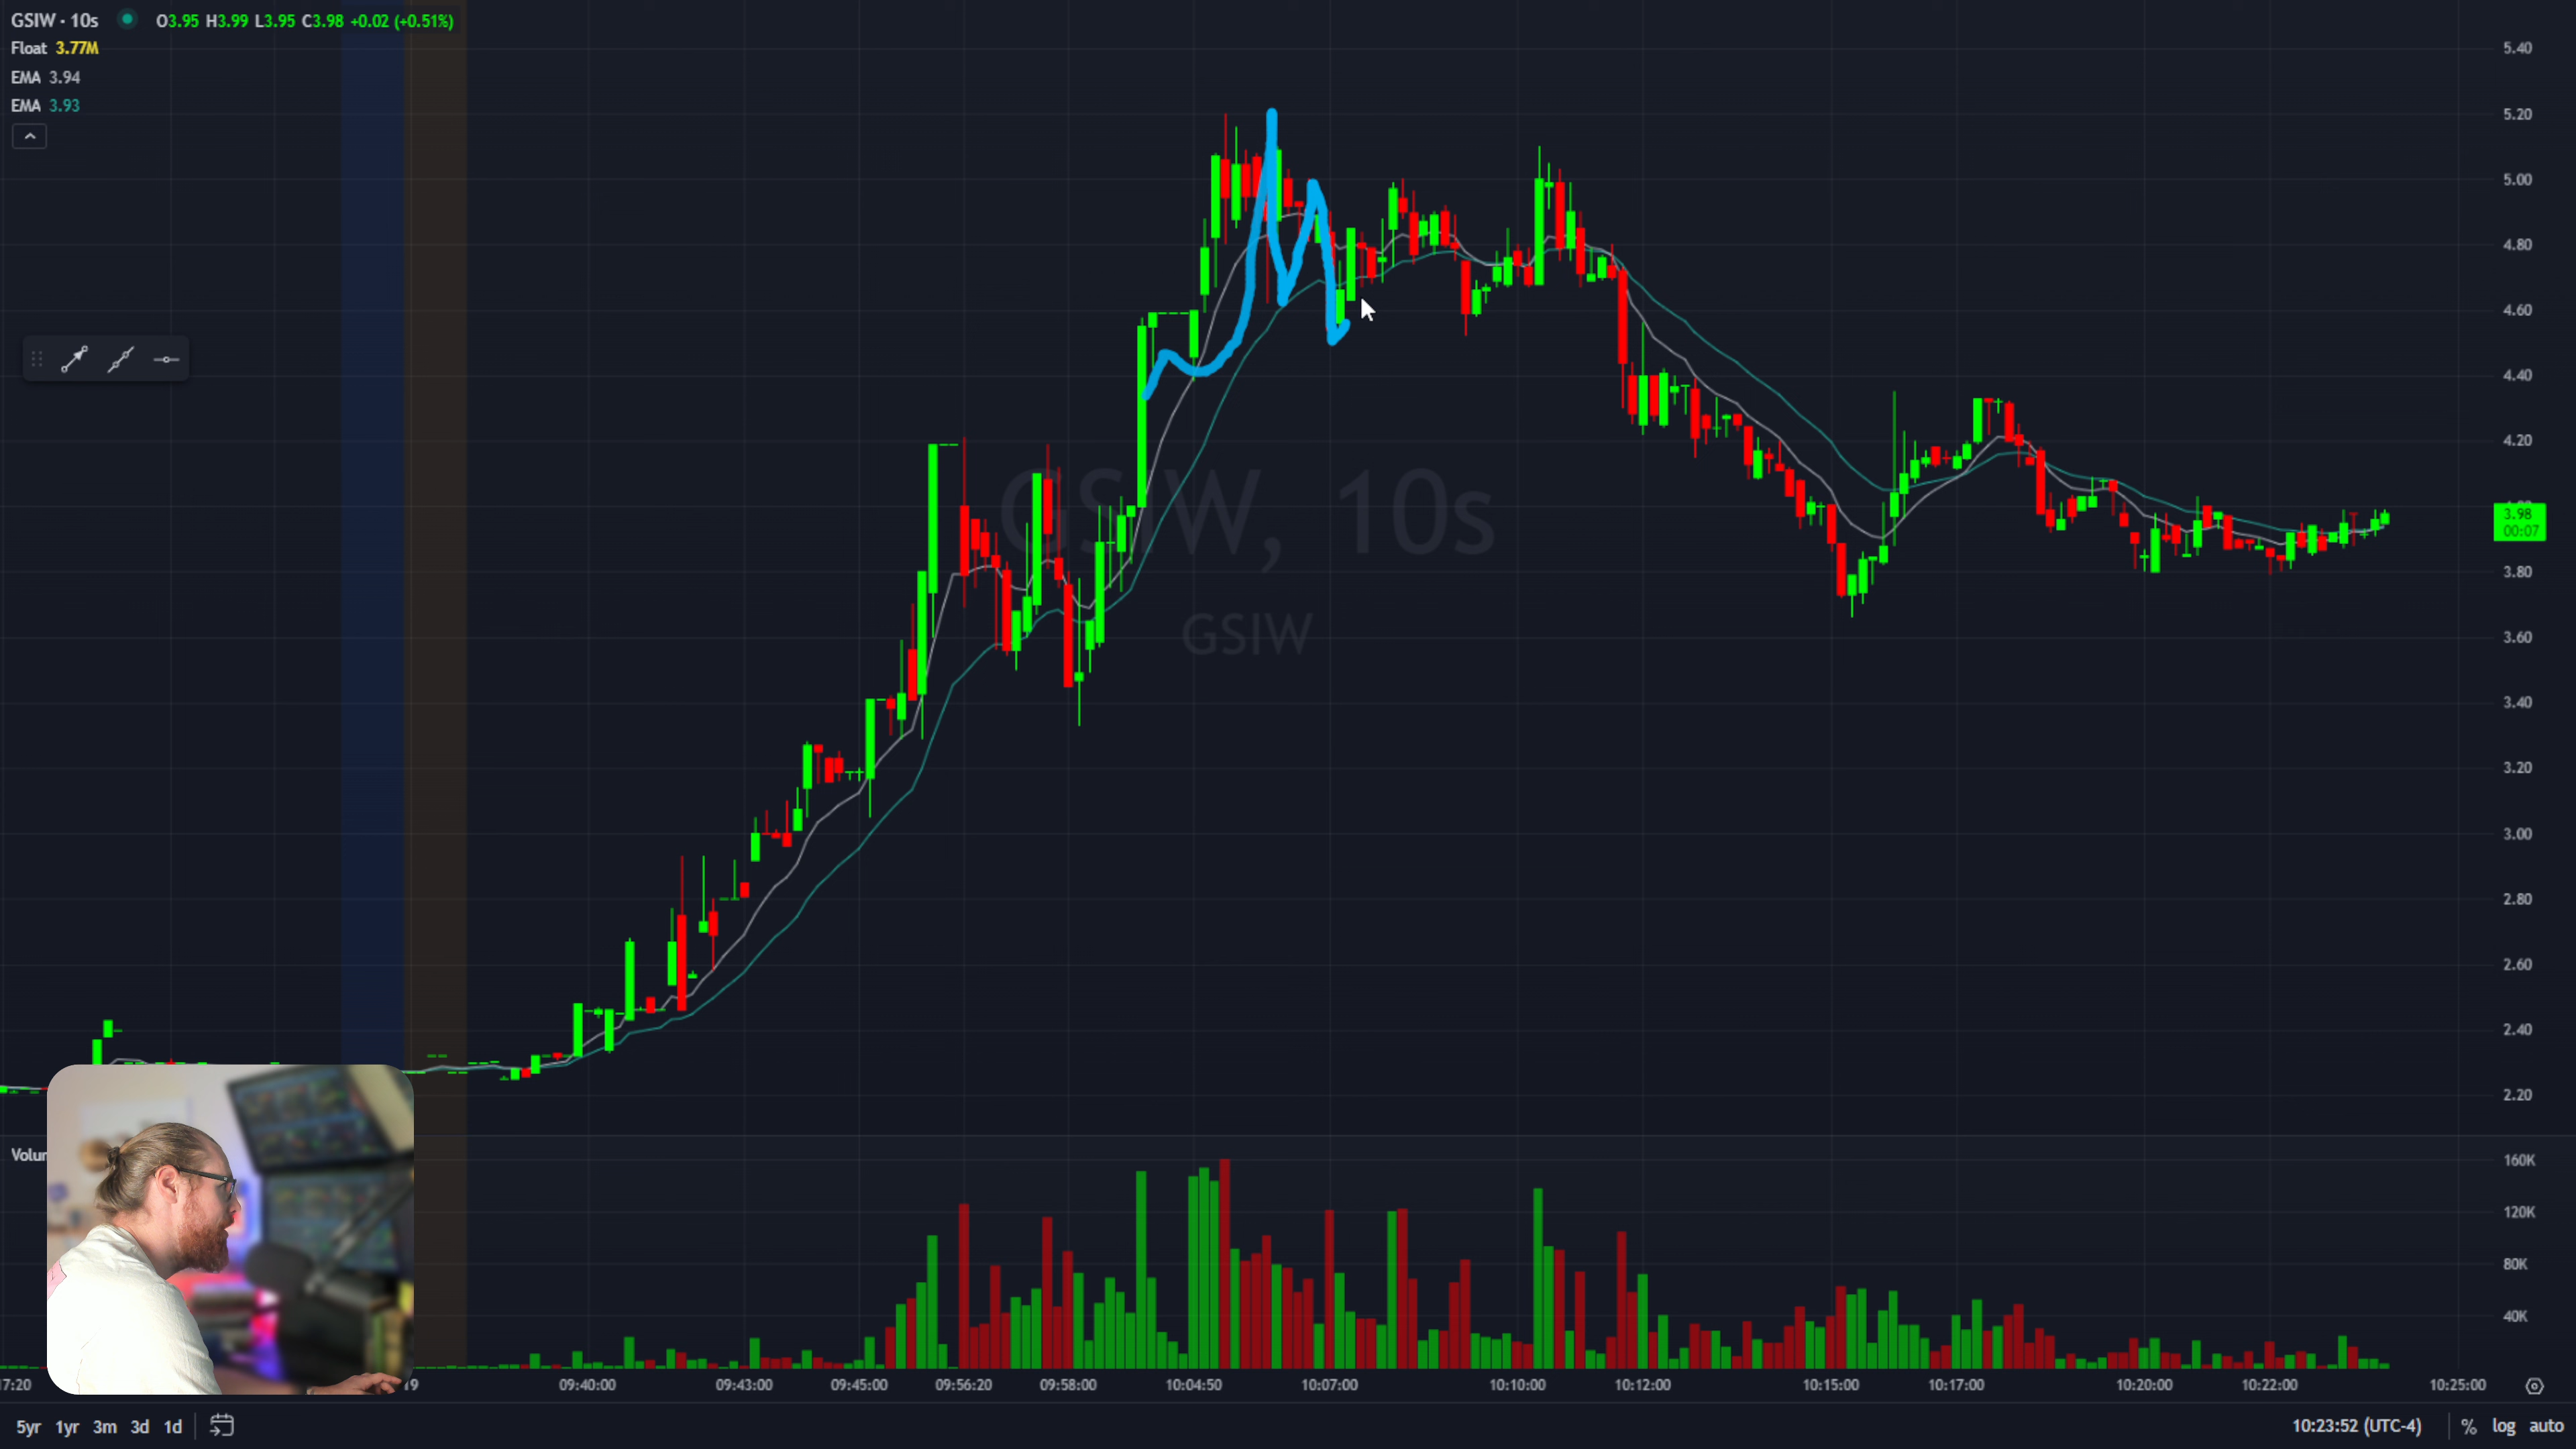 GSIW · 10s O3.95 H3.99 L3.95 C3.98 +0.02 (+0.51%)
Float 3.77M
EMA 3.94
EMA 3.93
5.40
5.20
5.00
4.80
4.60
4.40
4.20
3.98
00:07
3.80
3.60
3.40
3.20
3.00
2.80
2.60
2.40
2.20
GSIW, 10s
GSIW
160K
120K
80K
40K
09:40:00 09:43:00 09:45:00 09:56:20 09:58:00 10:04:50 10:07:00 10:10:00 10:12:00 10:15:00 10:17:00 10:20:00 10:22:00 10:25:00
5yr 1yr 3m 3d 1d 10:23:52 (UTC-4) % log auto